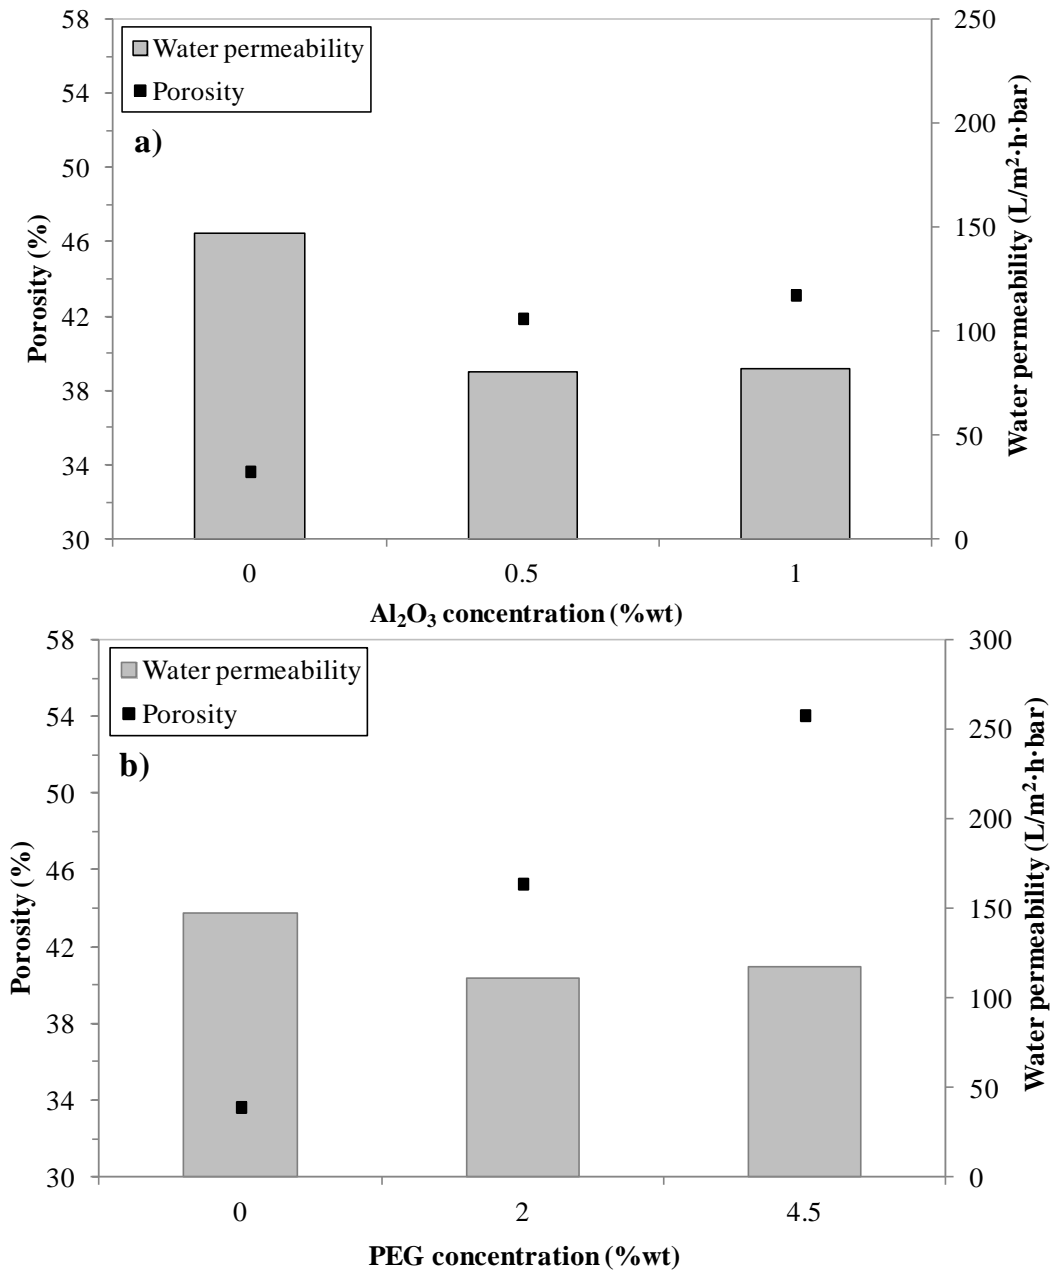 58
54
50
46
42
38
34
30
Porosity (%)
Water permeability
Porosity
a)
250
200
150
100
50
0
Water permeability (L/m²·h·bar)
0 0.5 1
Al₂O₃ concentration (%wt)
58
54
50
46
42
38
34
30
Porosity (%)
Water permeability
Porosity
b)
300
250
200
150
100
50
0
Water permeability (L/m²·h·bar)
0 2 4.5
PEG concentration (%wt)